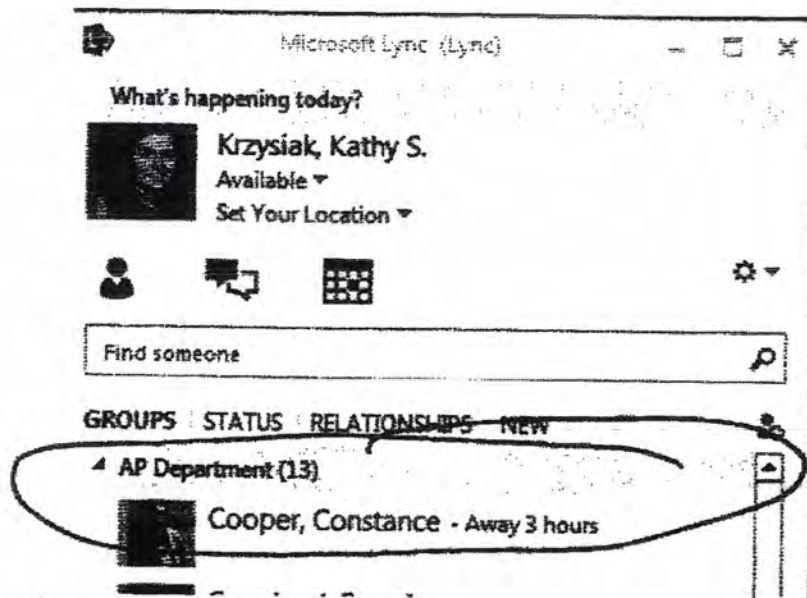 Microsoft Lync (Lync)
What's happening today?
Krzysiak, Kathy S.
Available
Set Your Location
Find someone
GROUPS STATUS RELATIONSHIPS NEW
AP Department (13)
Cooper, Constance - Away 3 hours